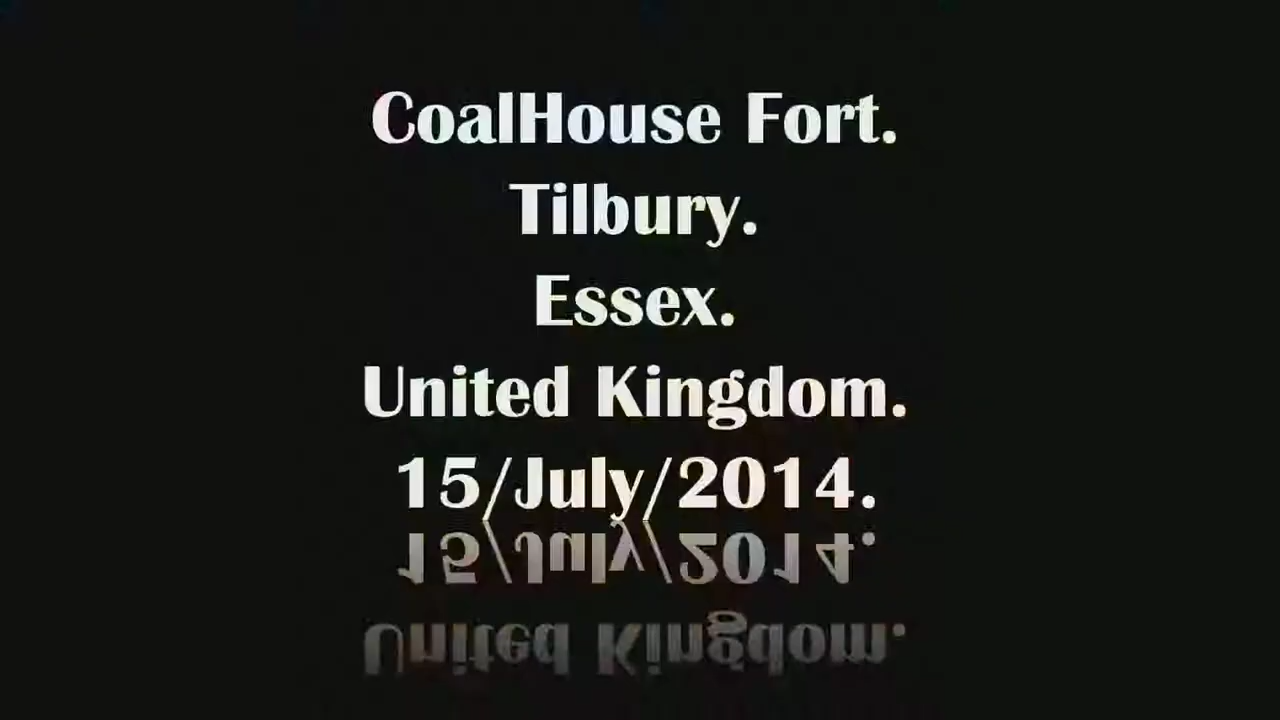 CoalHouse Fort.
Tilbury.
Essex.
United Kingdom.
15/July/2014.